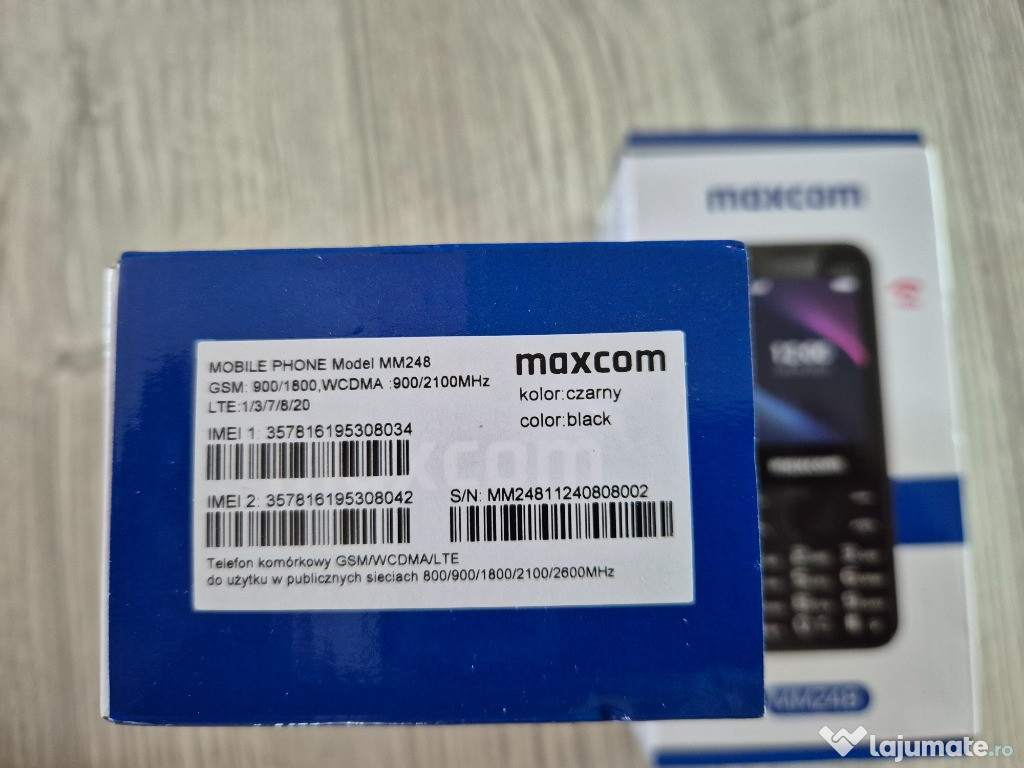 MOBILE PHONE Model MM248
maxcom
GSM: 900/1800,WCDMA :900/2100MHz
kolor:czarny
LTE:1/3/7/8/20
color:black
IMEI 1: 357816195308034
IMEI 2: 357816195308042
S/N: MM24811240808002
Telefon komórkowy GSM/WCDMA/LTE
do użytku w publicznych sieciach 800/900/1800/2100/2600MHz
maxcom
12:00
maxcom
MM248
lajumate.ro